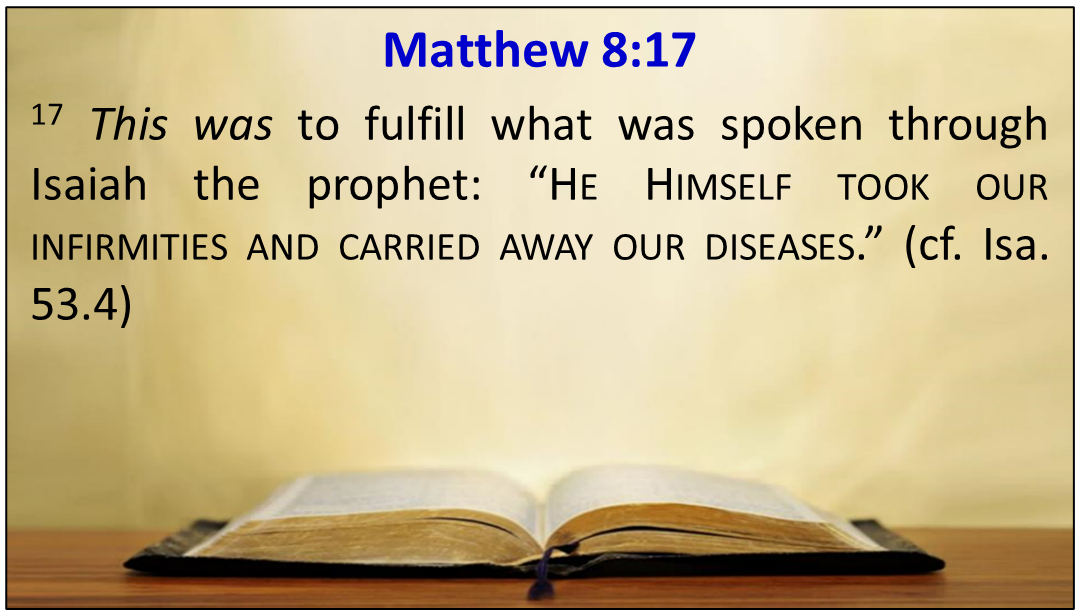 Matthew 8:17
17 This was to fulfill what was spoken through
Isaiah the prophet: “HE HIMSELF TOOK OUR
INFIRMITIES AND CARRIED AWAY OUR DISEASES.” (cf. Isa.
53.4)